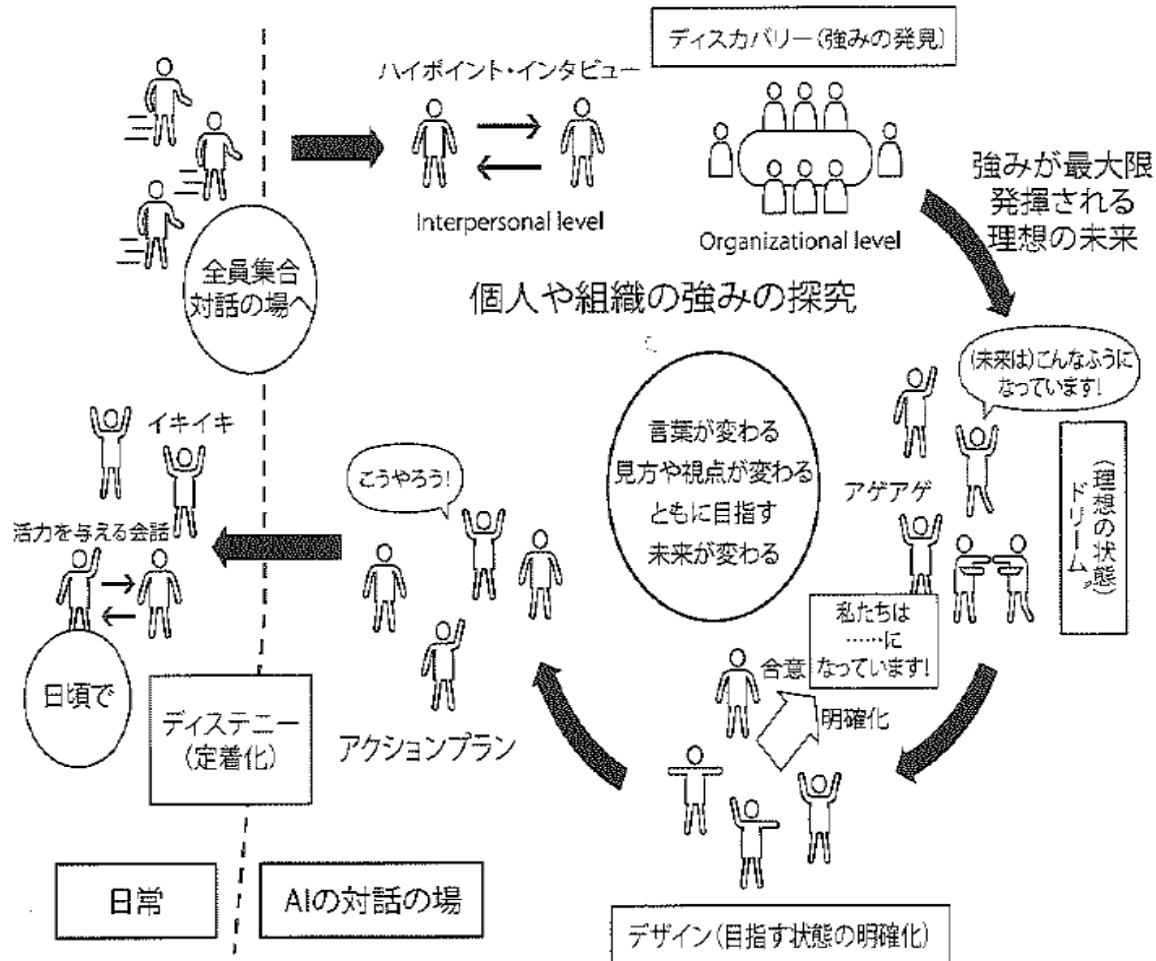 ディスカバリー(強みの発見)
ハイポイント・インタビュー
Interpersonal level
Organizational level
強みが最大限
発揮される
理想の未来
全員集合
対話の場へ
個人や組織の強みの探究
(未来は)こんなふうに
なっています!
言葉が変わる
見方や視点が変わる
ともに目指す
未来が変わる
アゲアゲ
ドリーム
(理想の状態)
私たちは
……に
なっています!
合意
明確化
デザイン(目指す状態の明確化)
こうやろう!
アクションプラン
ディステニー
(定着化)
イキイキ
活力を与える会話
日頃で
日常
AIの対話の場